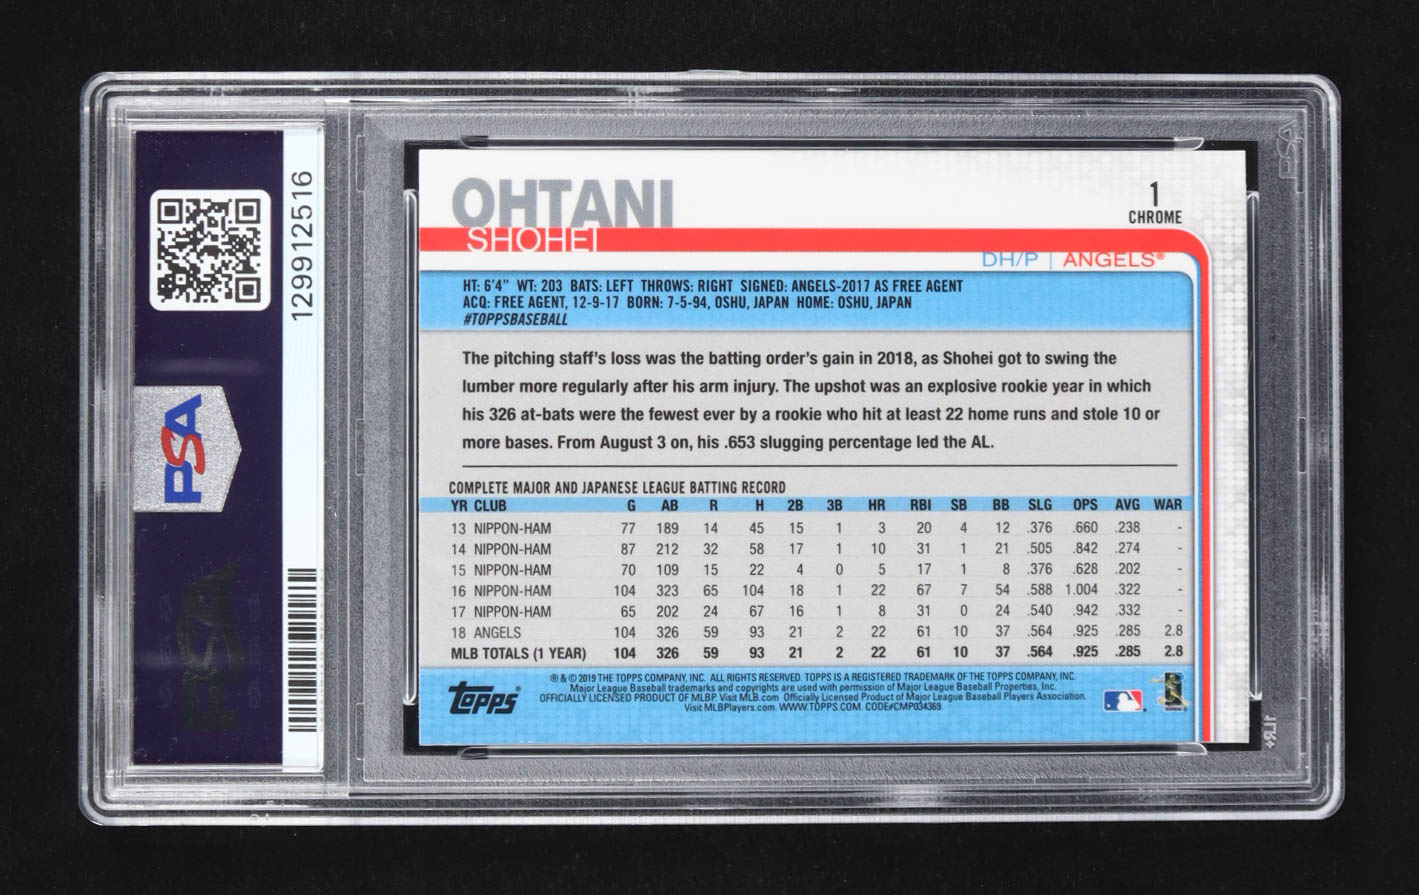 129912516
PSA
OHTANI
SHOHEI
1
CHROME
DH/P | ANGELS®
HT: 6'4" WT: 203 BATS: LEFT THROWS: RIGHT SIGNED: ANGELS-2017 AS FREE AGENT
ACQ: FREE AGENT, 12-9-17 BORN: 7-5-94, OSHU, JAPAN HOME: OSHU, JAPAN
#TOPPSBASEBALL
The pitching staff's loss was the batting order's gain in 2018, as Shohei got to swing the
lumber more regularly after his arm injury. The upshot was an explosive rookie year in which
his 326 at-bats were the fewest ever by a rookie who hit at least 22 home runs and stole 10 or
more bases. From August 3 on, his .653 slugging percentage led the AL.
COMPLETE MAJOR AND JAPANESE LEAGUE BATTING RECORD
YR CLUB G AB R H 2B 3B HR RBI SB BB SLG OPS AVG WAR
13 NIPPON-HAM 77 189 14 45 15 1 3 20 4 12 .376 .660 .238 -
14 NIPPON-HAM 87 212 32 58 17 1 10 31 1 21 .505 .842 .274 -
15 NIPPON-HAM 70 109 15 22 4 0 5 17 1 8 .376 .628 .202 -
16 NIPPON-HAM 104 323 65 104 18 1 22 67 7 54 .588 1.004 .322 -
17 NIPPON-HAM 65 202 24 67 16 1 8 31 0 24 .540 .942 .332 -
18 ANGELS 104 326 59 93 21 2 22 61 10 37 .564 .925 .285 2.8
MLB TOTALS (1 YEAR) 104 326 59 93 21 2 22 61 10 37 .564 .925 .285 2.8
topps®
® & © 2019 THE TOPPS COMPANY, INC. ALL RIGHTS RESERVED. TOPPS IS A REGISTERED TRADEMARK OF THE TOPPS COMPANY, INC.
Major League Baseball trademarks and copyrights are used with permission of Major League Baseball Properties, Inc.
OFFICIALLY LICENSED PRODUCT OF MLBP. Visit MLB.com Officially Licensed Product of Major League Baseball Players Association.
Visit MLBPlayers.com. WWW.TOPPS.COM. CODE#CMP034369
PSA